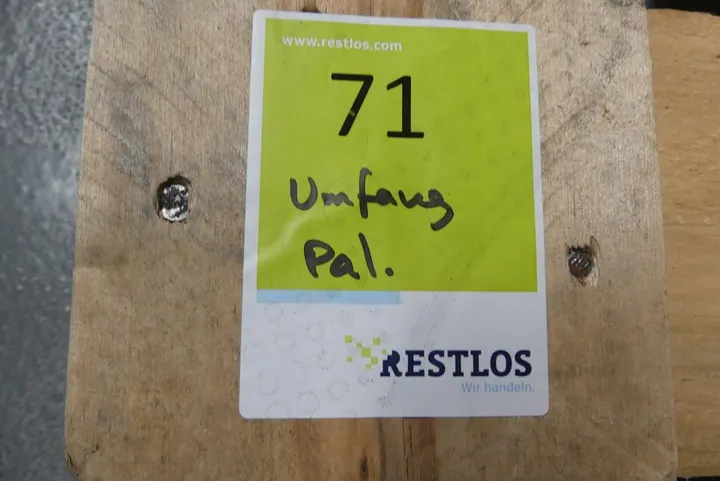 www.restlos.com
71
Umfang
Pal.
RESTLOS
Wir handeln.